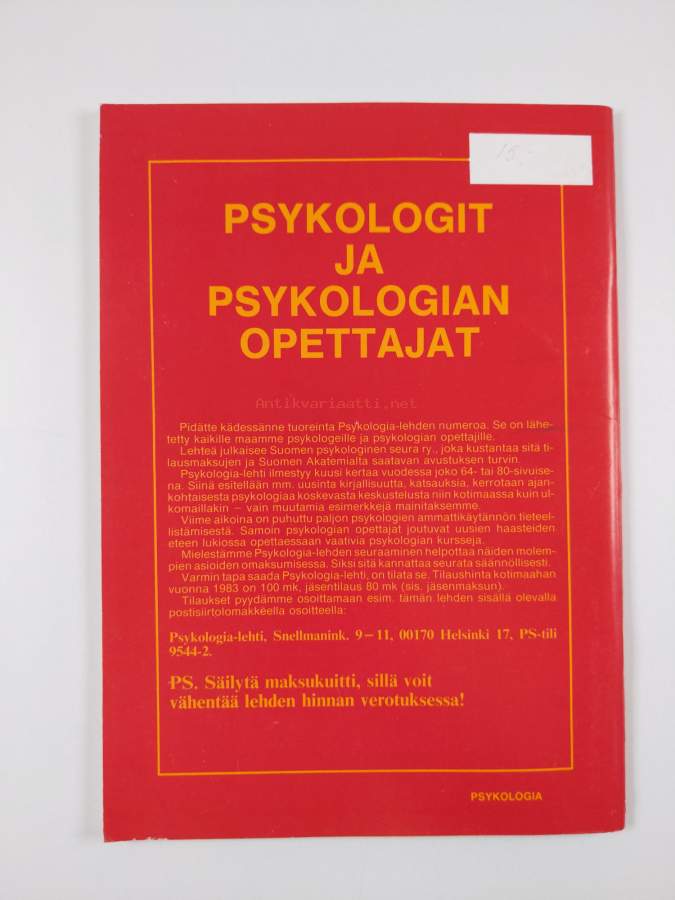 15:-
PSYKOLOGIT
JA
PSYKOLOGIAN
OPETTAJAT
Antikvariaatti.net
Pidätte kädessänne tuoreinta Psykologia-lehden numeroa. Se on lähe-
tetty kaikille maamme psykologeille ja psykologian opettajille.
Lehteä julkaisee Suomen psykologinen seura ry., joka kustantaa sitä ti-
lausmaksujen ja Suomen Akatemialta saatavan avustuksen turvin.
Psykologia-lehti ilmestyy kuusi kertaa vuodessa joko 64- tai 80-sivuise-
na. Siinä esitellään mm. uusinta kirjallisuutta, katsauksia, kerrotaan ajan-
kohtaisesta psykologiaa koskevasta keskustelusta niin kotimaassa kuin ul-
komaillakin – vain muutamia esimerkkejä mainitaksemme.
Viime aikoina on puhuttu paljon psykologien ammattikäytännön tieteel-
listämisestä. Samoin psykologian opettajat joutuvat uusien haasteiden
eteen lukiossa opettaessaan vaativia psykologian kursseja.
Mielestämme Psykologia-lehden seuraaminen helpottaa näiden molem-
pien asioiden omaksumisessa. Siksi sitä kannattaa seurata säännöllisesti.
Varmin tapa saada Psykologia-lehti, on tilata se. Tilaushinta kotimaahan
vuonna 1983 on 100 mk, jäsentilaus 80 mk (sis. jäsenmaksun).
Tilaukset pyydämme osoittamaan esim. tämän lehden sisällä olevalla
postisiirtolomakkeella osoitteella:
Psykologia-lehti, Snellmanink. 9–11, 00170 Helsinki 17, PS-tili
9544-2.
PS. Säilytä maksukuitti, sillä voit
vähentää lehden hinnan verotuksessa!
PSYKOLOGIA